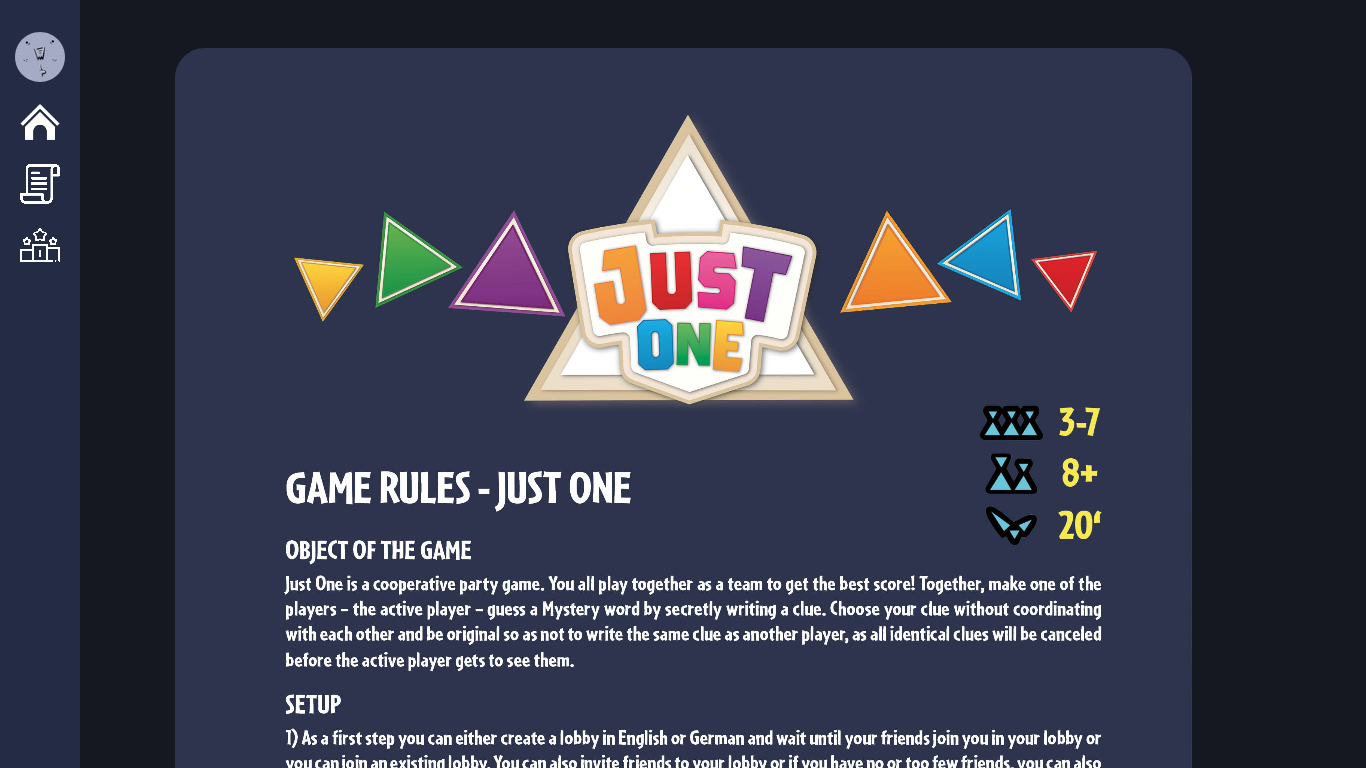 JUST
ONE
3-7
8+
20'
GAME RULES - JUST ONE
OBJECT OF THE GAME
Just One is a cooperative party game. You all play together as a team to get the best score! Together, make one of the
players – the active player – guess a Mystery word by secretly writing a clue. Choose your clue without coordinating
with each other and be original so as not to write the same clue as another player, as all identical clues will be canceled
before the active player gets to see them.
SETUP
1) As a first step you can either create a lobby in English or German and wait until your friends join you in your lobby or
you can join an existing lobby. You can also invite friends to your lobby or if you have no or too few friends, you can also